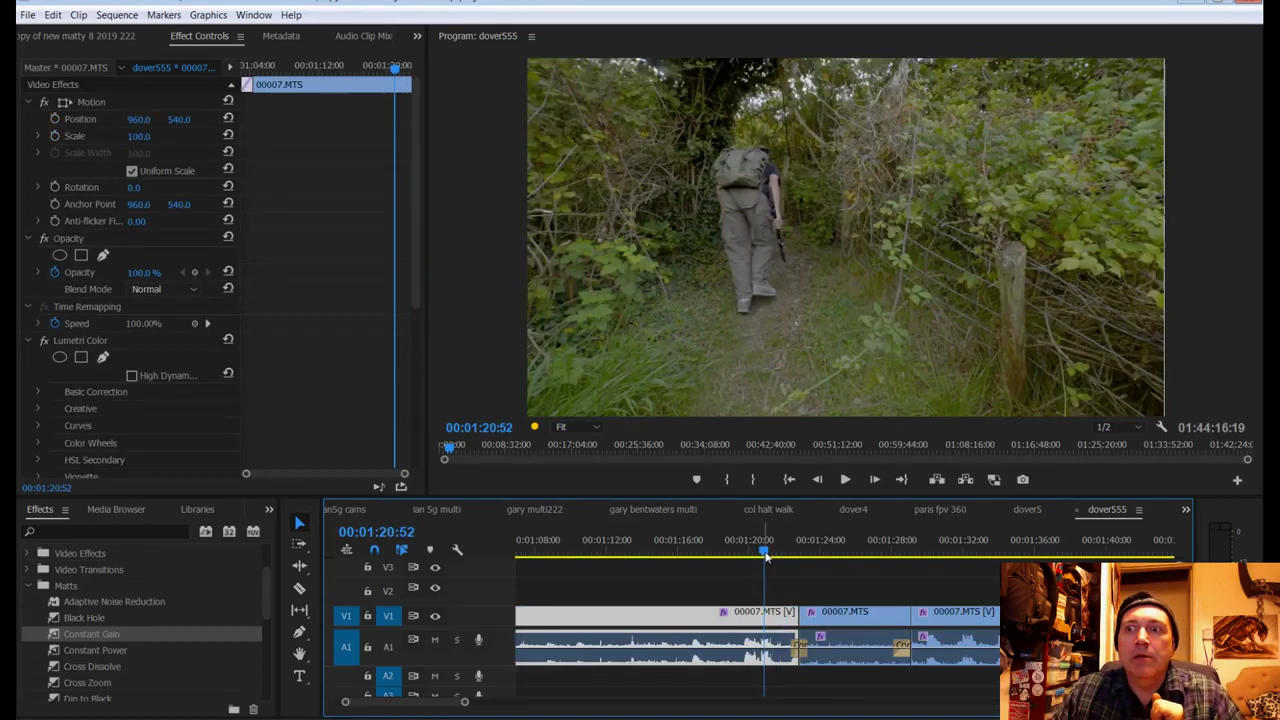 File Edit Clip Sequence Markers Graphics Window Help
opy of new matty 8 2019 222 Effect Controls Metadata Audio Clip Mix Program: dover555
Master * 00007.MTS dover555 * 00007... 01:04:00 00:01:12:00 00:01:20:00
Video Effects 00007.MTS
fx Motion
Position 960.0 540.0
Scale 100.0
Scale Width 100.0
Uniform Scale
Rotation 0.0
Anchor Point 960.0 540.0
Anti-flicker Fi... 0.00
fx Opacity
Opacity 100.0 %
Blend Mode Normal
fx Time Remapping
Speed 100.00%
fx Lumetri Color
High Dynam...
Basic Correction
Creative
Curves
Color Wheels
HSL Secondary
Vignette
00:01:20:52
00:01:20:52 Fit 1/2 01:44:16:19
:00:00 00:08:32:00 00:17:04:00 00:25:36:00 00:34:08:00 00:42:40:00 00:51:12:00 00:59:44:00 01:08:16:00 01:16:48:00 01:25:20:00 01:33:52:00 01:42:24:0
Effects Media Browser Libraries
32
Video Effects
Video Transitions
Matts
Adaptive Noise Reduction
Black Hole
Constant Gain
Constant Power
Cross Dissolve
Cross Zoom
Dip to Black
an5g cams ian 5g multi gary multi222 gary bentwaters multi col halt walk dover4 paris fpv 360 dover5 dover555
00:01:20:52
00:01:08:00 00:01:12:00 00:01:16:00 00:01:20:00 00:01:24:00 00:01:28:00 00:01:32:00 00:01:36:00 00:01:40:00 00:01:
V3
V2
V1 V1 fx 00007.MTS [V] fx 00007.MTS fx 00007.MTS [V]
A1 A1 M S
A2 M S
0